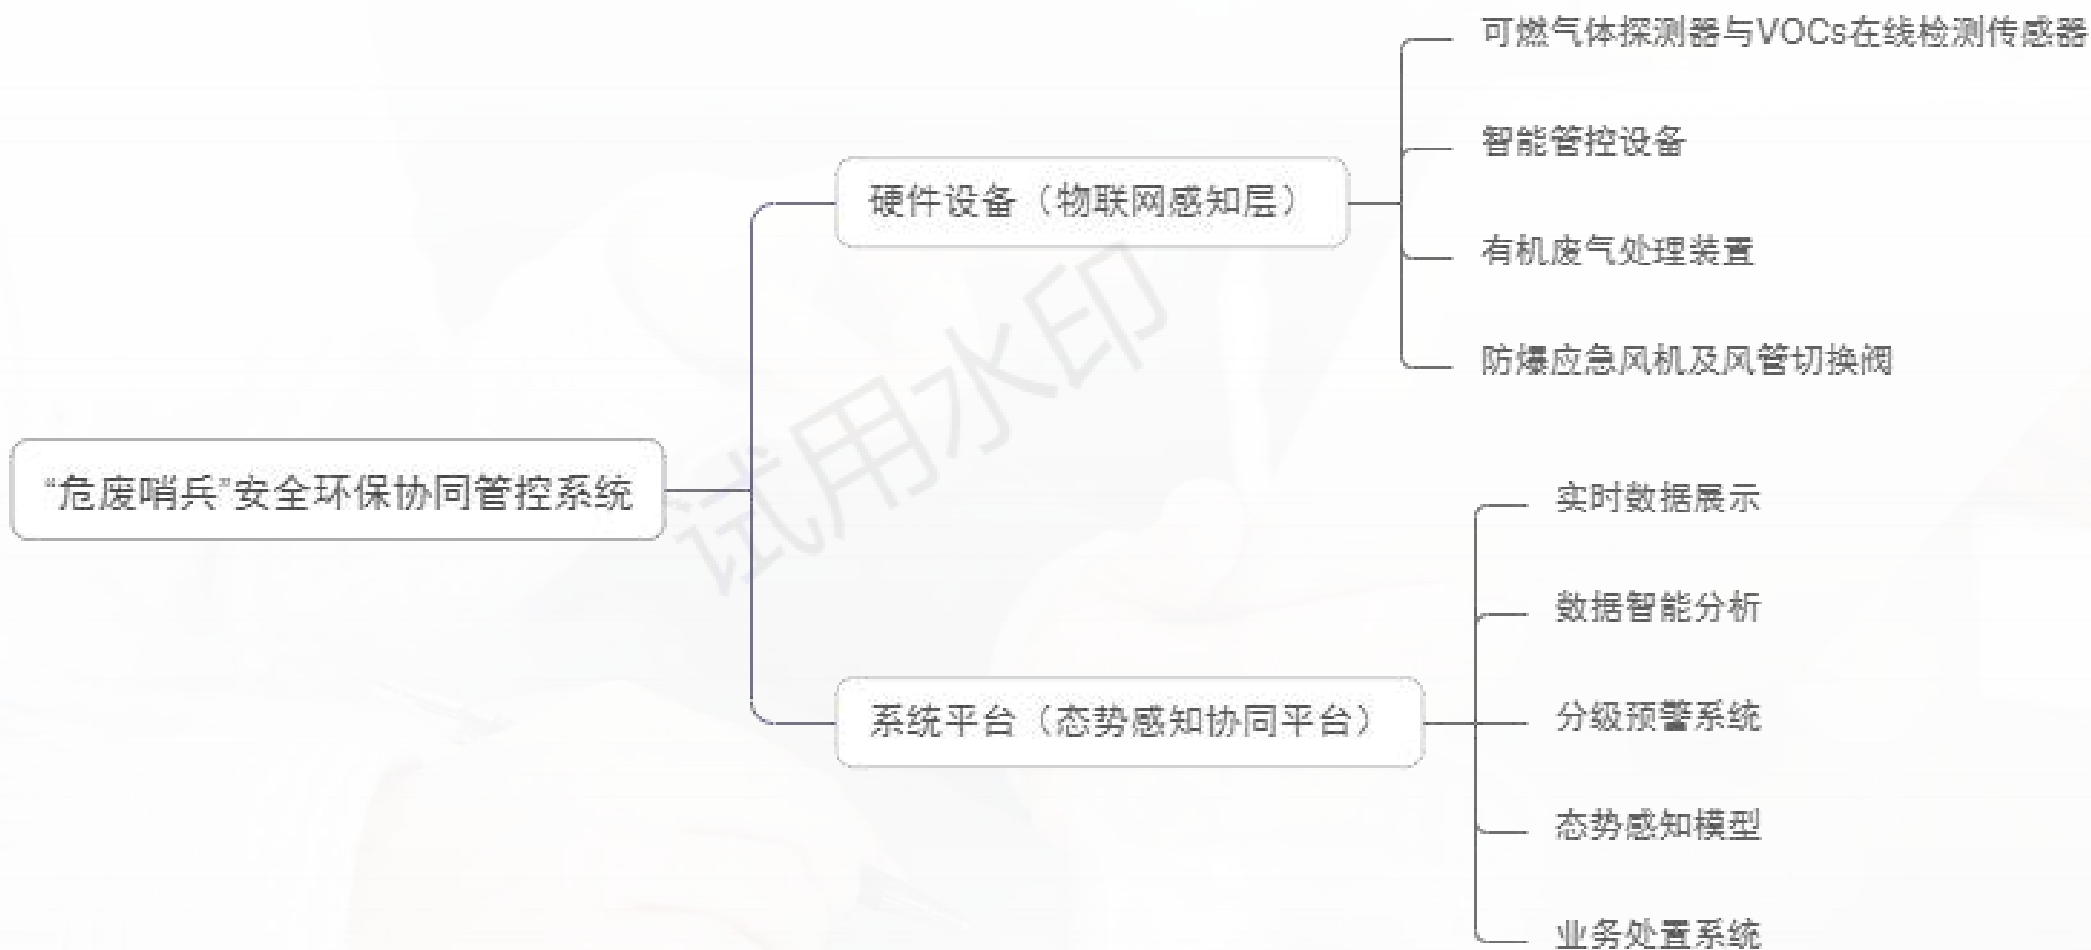 可燃气体探测器与VOCs在线检测传感器
智能管控设备
硬件设备（物联网感知层）
有机废气处理装置
防爆应急风机及风管切换阀
“危废哨兵”安全环保协同管控系统
试用水印
实时数据展示
数据智能分析
系统平台（态势感知协同平台）
分级预警系统
态势感知模型
业务处置系统